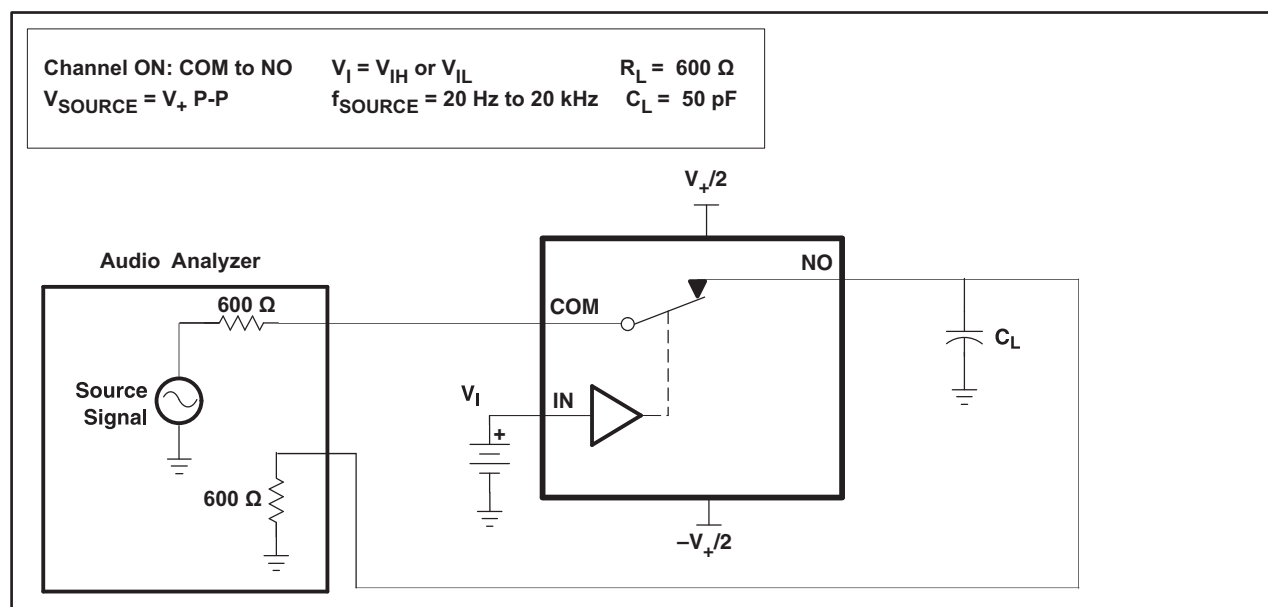 Channel ON: COM to NO V_I = V_IH or V_IL R_L = 600 Ω
V_SOURCE = V_+ P-P f_SOURCE = 20 Hz to 20 kHz C_L = 50 pF
V_+/2
Audio Analyzer
NO
600 Ω
COM
C_L
Source
Signal
V_I
IN
+
600 Ω
–V_+/2